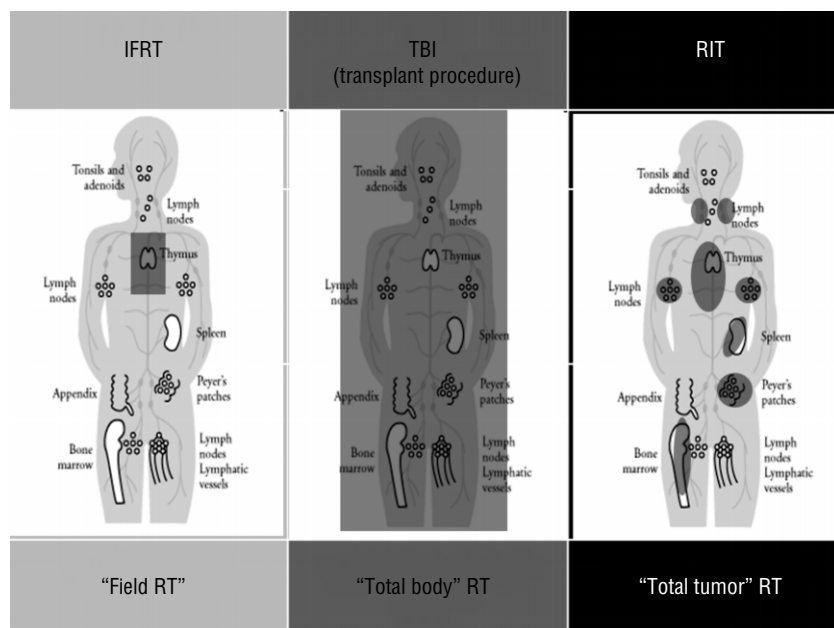 IFRT
TBI
(transplant procedure)
RIT
Tonsils and
adenoids
Lymph
nodes
Thymus
Lymph
nodes
Spleen
Appendix
Peyer's
patches
Bone
marrow
Lymph
nodes
Lymphatic
vessels
Tonsils and
adenoids
Lymph
nodes
Thymus
Lymph
nodes
Spleen
Appendix
Peyer's
patches
Bone
marrow
Lymph
nodes
Lymphatic
vessels
Tonsils and
adenoids
Lymph
nodes
Thymus
Lymph
nodes
Spleen
Appendix
Peyer's
patches
Bone
marrow
Lymph
nodes
Lymphatic
vessels
“Field RT”
“Total body” RT
“Total tumor” RT